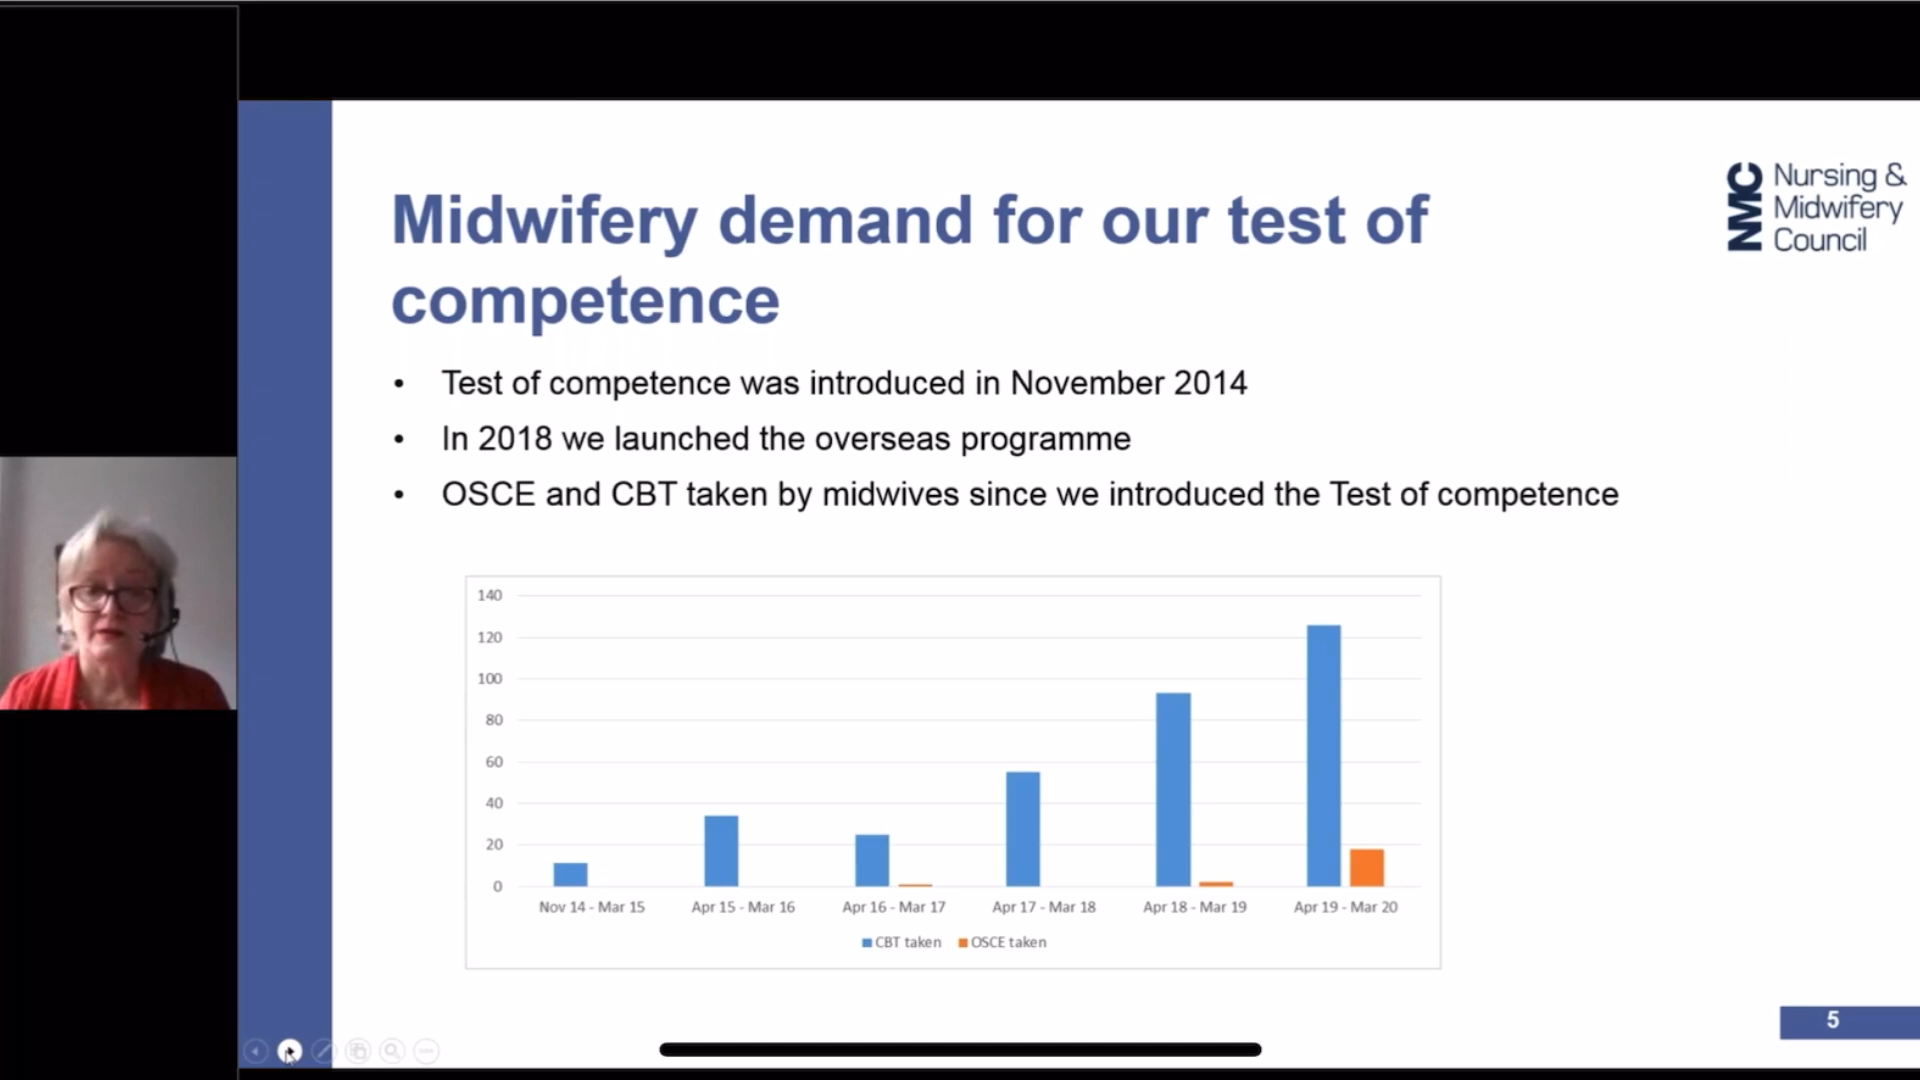 NMC
Nursing &
Midwifery
Council
Midwifery demand for our test of
competence
• Test of competence was introduced in November 2014
• In 2018 we launched the overseas programme
• OSCE and CBT taken by midwives since we introduced the Test of competence
140
120
100
80
60
40
20
0
Nov 14 - Mar 15 Apr 15 - Mar 16 Apr 16 - Mar 17 Apr 17 - Mar 18 Apr 18 - Mar 19 Apr 19 - Mar 20
CBT taken OSCE taken
5